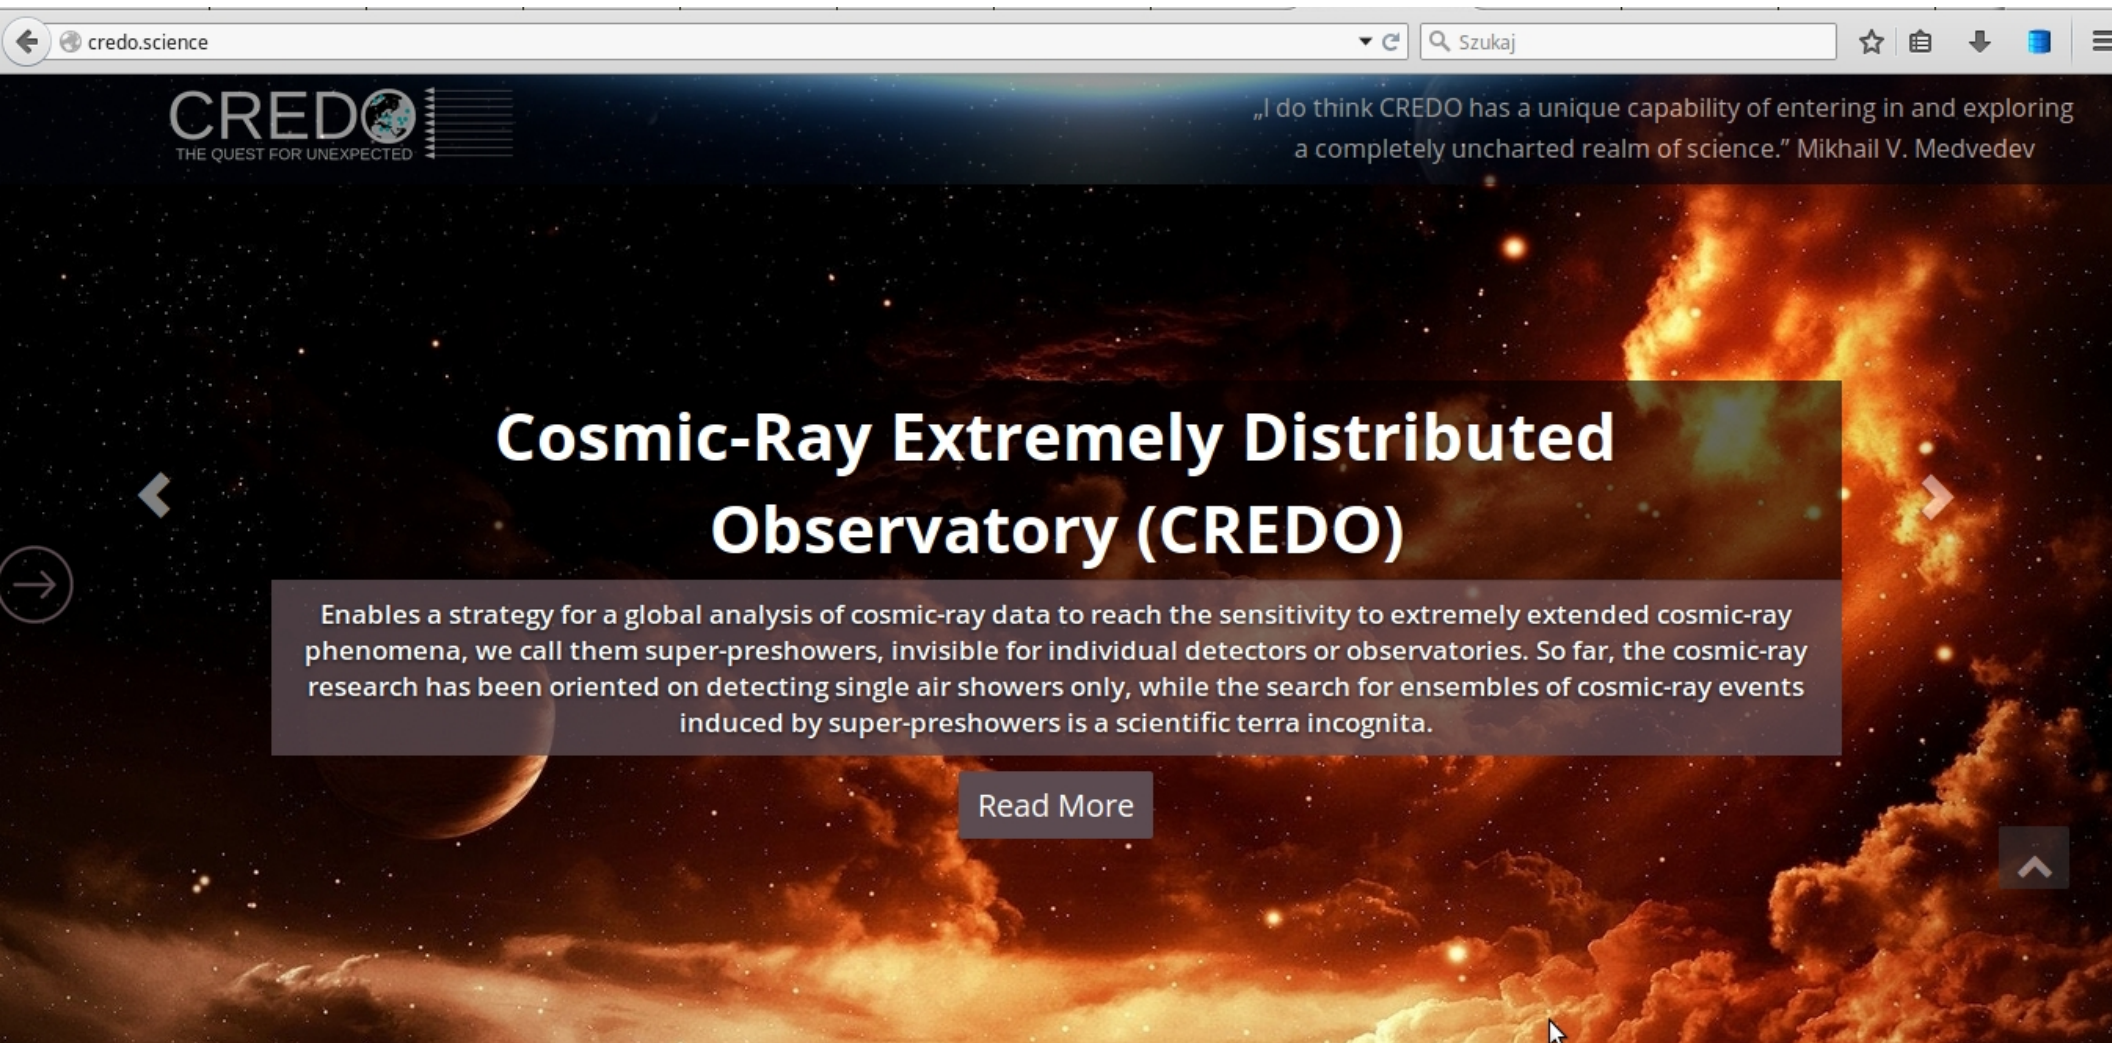 credo.science
Szukaj
CREDO
THE QUEST FOR UNEXPECTED
„I do think CREDO has a unique capability of entering in and exploring
a completely uncharted realm of science.” Mikhail V. Medvedev
Cosmic-Ray Extremely Distributed
Observatory (CREDO)
Enables a strategy for a global analysis of cosmic-ray data to reach the sensitivity to extremely extended cosmic-ray
phenomena, we call them super-preshowers, invisible for individual detectors or observatories. So far, the cosmic-ray
research has been oriented on detecting single air showers only, while the search for ensembles of cosmic-ray events
induced by super-preshowers is a scientific terra incognita.
Read More